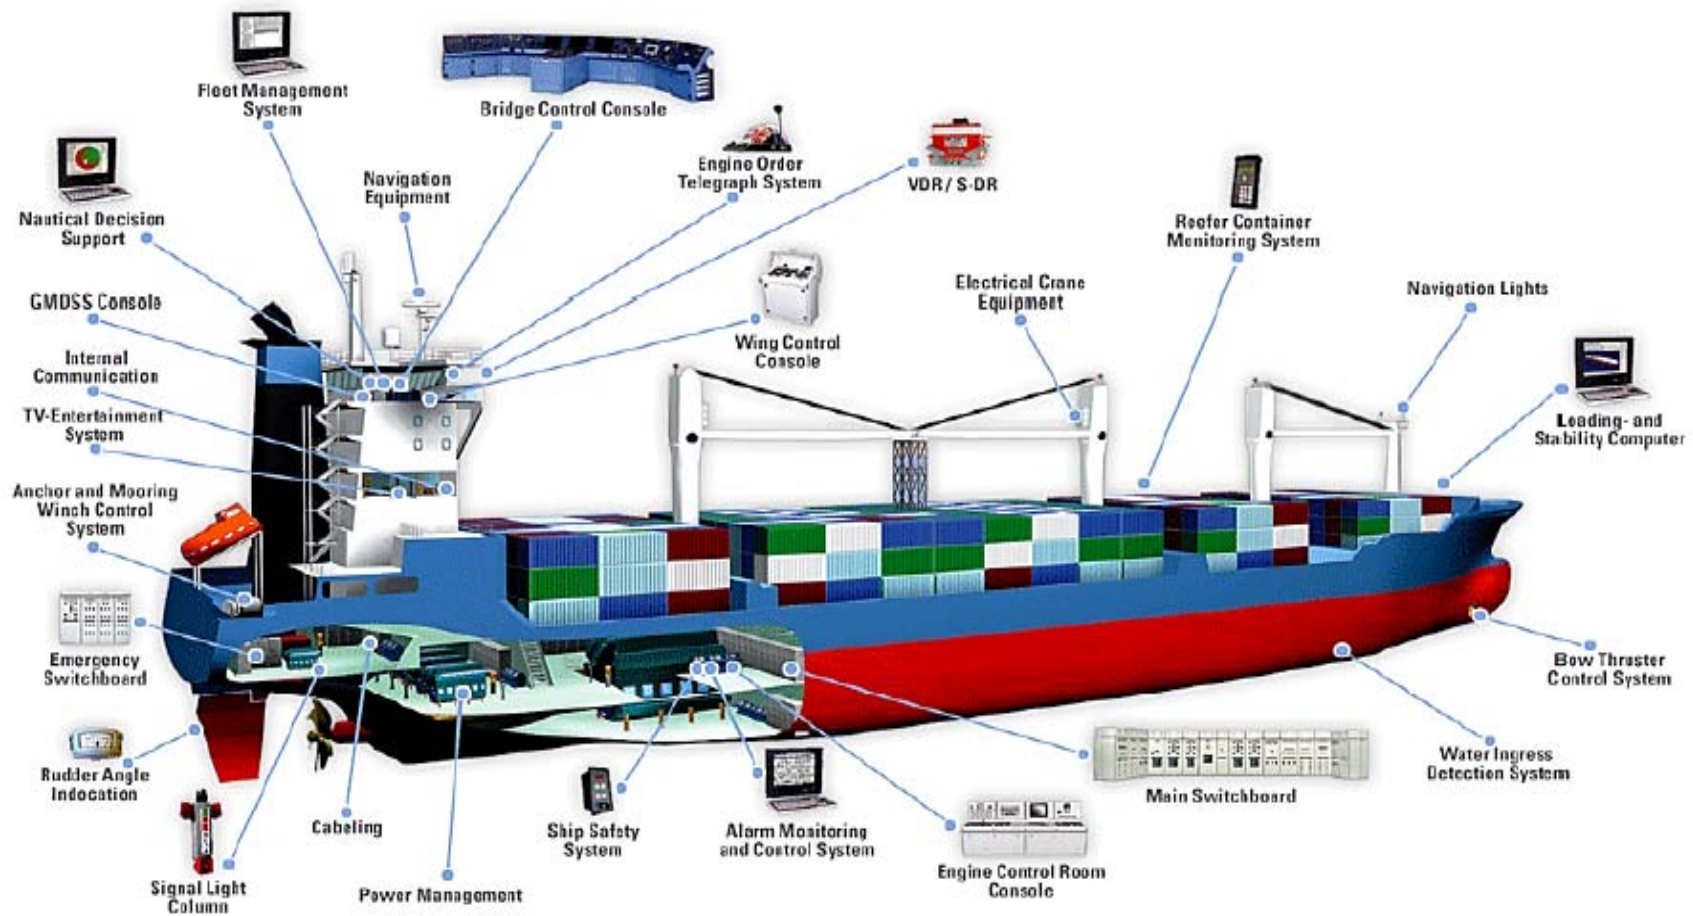 Fleet Management
System
Bridge Control Console
Engine Order
Telegraph System
VDR / S-DR
Navigation
Equipment
Nautical Decision
Support
Reefer Container
Monitoring System
GMDSS Console
Electrical Crane
Equipment
Navigation Lights
Internal
Communication
Wing Control
Console
TV-Entertainment
System
Loading- and
Stability Computer
Anchor and Mooring
Winch Control
System
Emergency
Switchboard
Bow Thruster
Control System
Rudder Angle
Indocation
Water Ingress
Detection System
Main Switchboard
Cabeling
Ship Safety
System
Alarm Monitoring
and Control System
Engine Control Room
Console
Signal Light
Column
Power Management